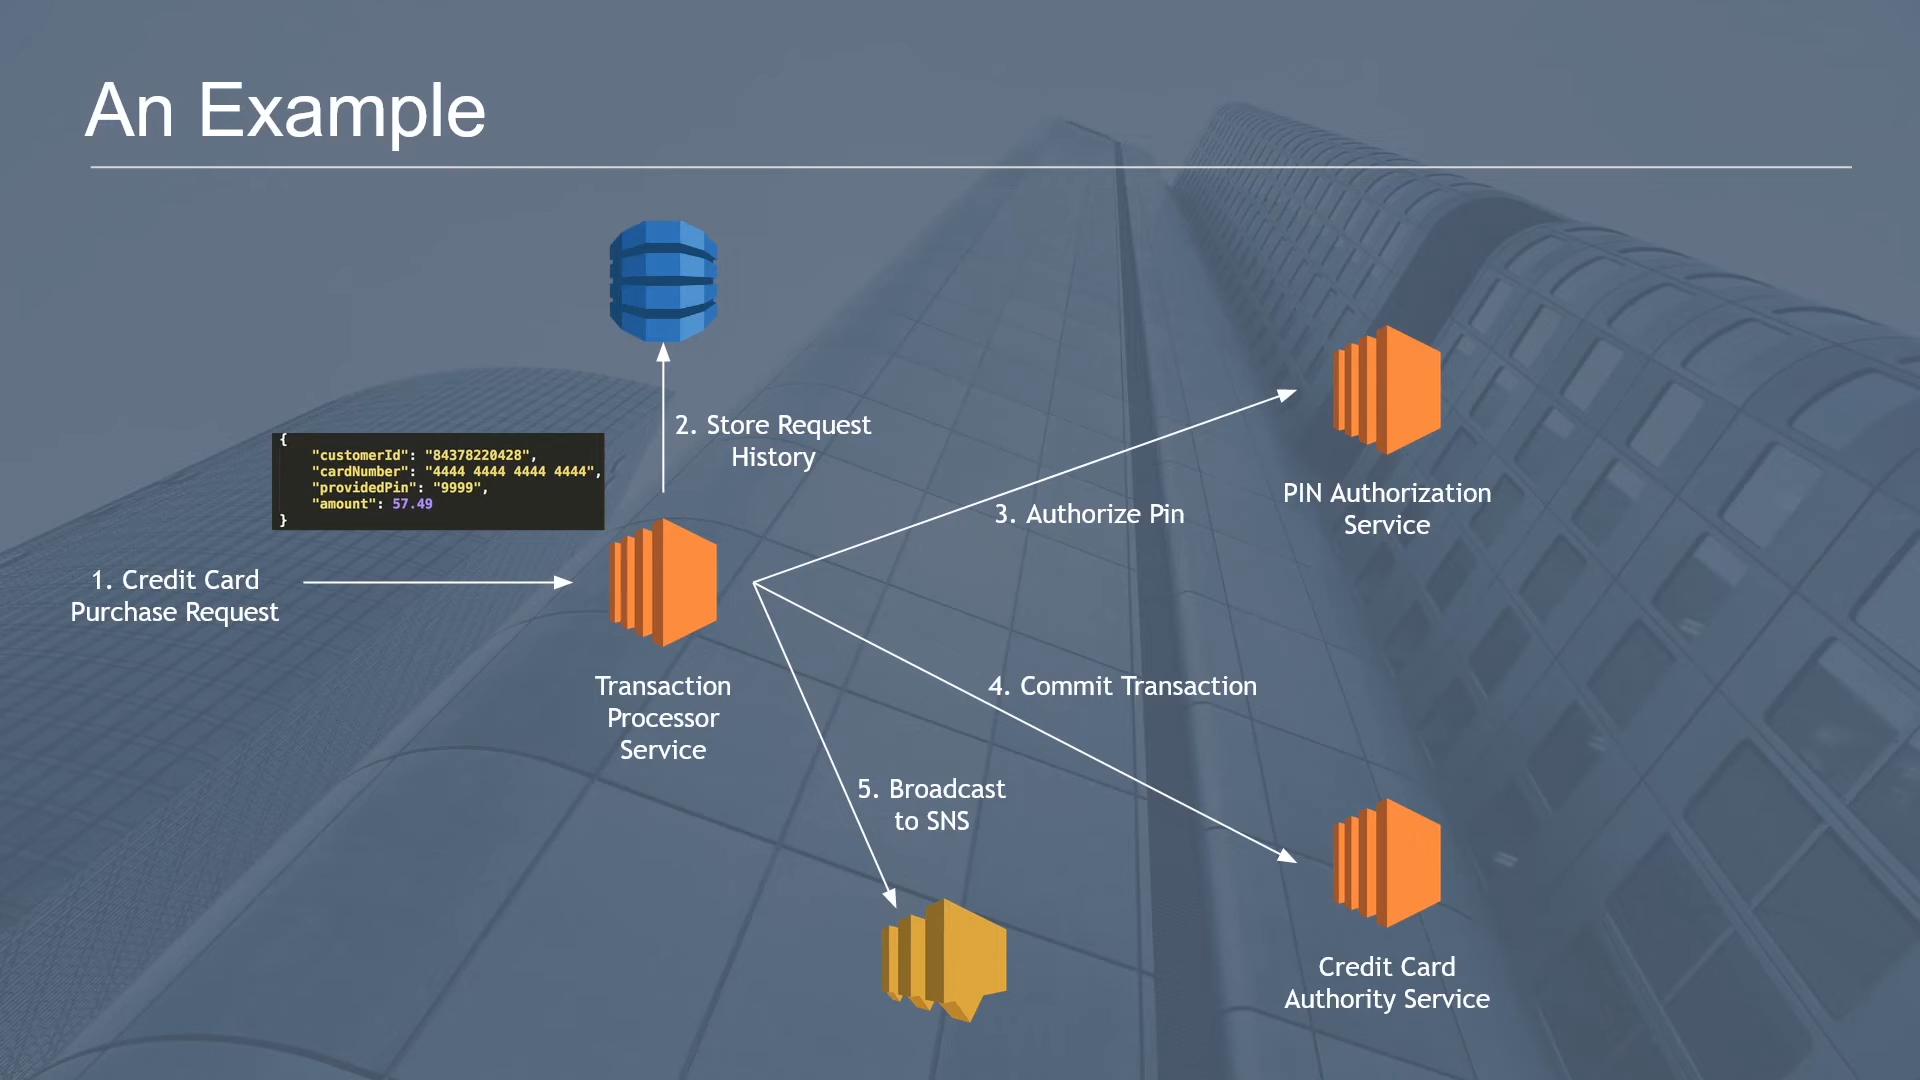 An Example
{
"customerId": "84378220428",
"cardNumber": "4444 4444 4444 4444",
"providedPin": "9999",
"amount": 57.49
}
1. Credit Card
Purchase Request
2. Store Request
History
Transaction
Processor
Service
3. Authorize Pin
PIN Authorization
Service
4. Commit Transaction
Credit Card
Authority Service
5. Broadcast
to SNS